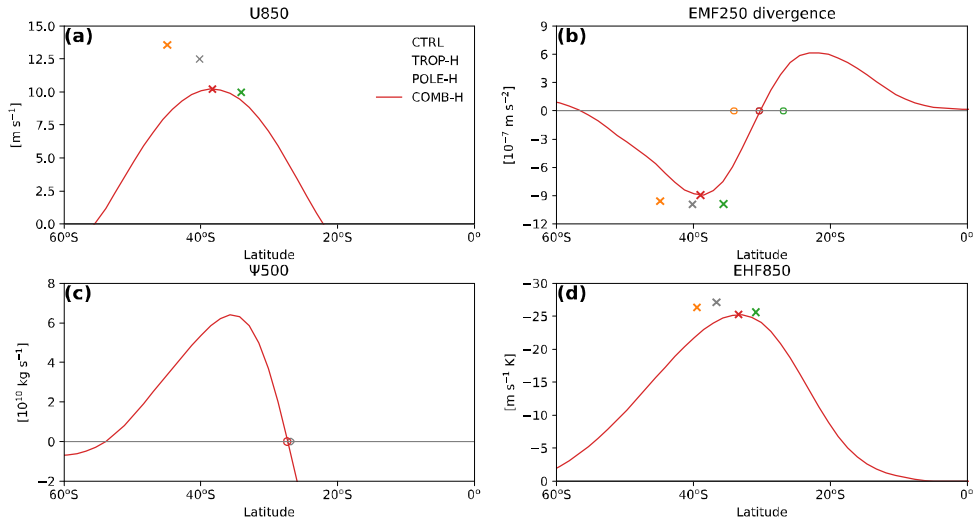 U850
(a)
15.0
12.5
10.0
7.5
5.0
2.5
0.0
[m s⁻¹]
CTRL
TROP-H
POLE-H
COMB-H
60°S
40°S
20°S
0°
Latitude
EMF250 divergence
(b)
9
6
3
0
−3
−6
−9
−12
[10⁻⁷ m s⁻²]
60°S
40°S
20°S
0°
Latitude
Ψ500
(c)
8
6
4
2
0
−2
[10¹⁰ kg s⁻¹]
60°S
40°S
20°S
0°
Latitude
EHF850
(d)
−30
−25
−20
−15
−10
−5
0
[m s⁻¹ K]
60°S
40°S
20°S
0°
Latitude